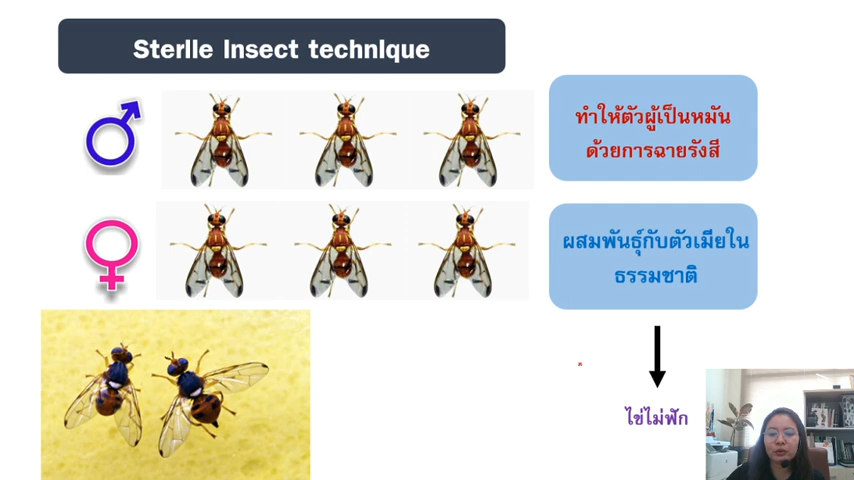 Sterile Insect technique
ทำให้ตัวผู้เป็นหมัน
ด้วยการฉายรังสี
ผสมพันธุ์กับตัวเมียใน
ธรรมชาติ
ไข่ไม่ฟัก